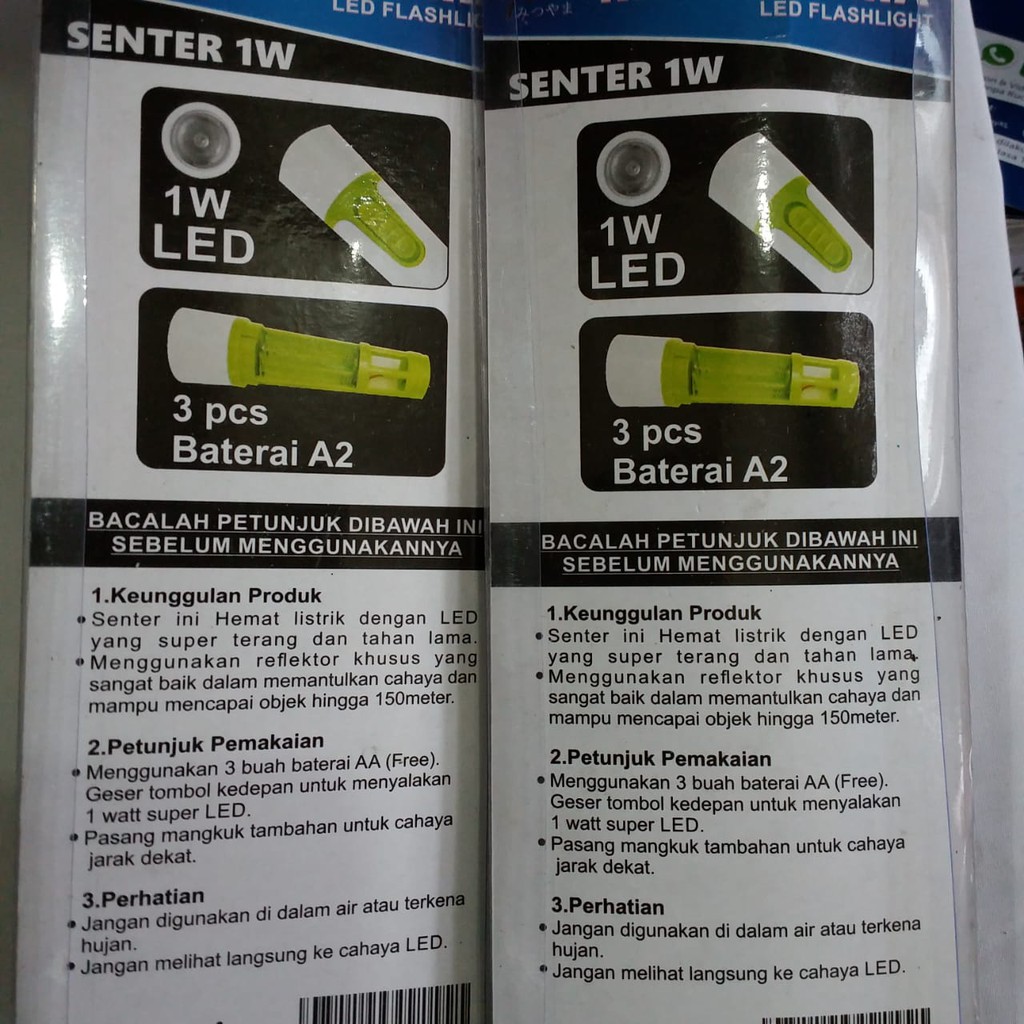 LED FLASHLIG
SENTER 1W
1W
LED
3 pcs
Baterai A2
BACALAH PETUNJUK DIBAWAH INI
SEBELUM MENGGUNAKANNYA
1.Keunggulan Produk
• Senter ini Hemat listrik dengan LED
yang super terang dan tahan lama.
• Menggunakan reflektor khusus yang
sangat baik dalam memantulkan cahaya dan
mampu mencapai objek hingga 150meter.
2.Petunjuk Pemakaian
• Menggunakan 3 buah baterai AA (Free).
Geser tombol kedepan untuk menyalakan
1 watt super LED.
• Pasang mangkuk tambahan untuk cahaya
jarak dekat.
3.Perhatian
• Jangan digunakan di dalam air atau terkena
hujan.
• Jangan melihat langsung ke cahaya LED.
みつやま
LED FLASHLIGHT
SENTER 1W
1W
LED
3 pcs
Baterai A2
BACALAH PETUNJUK DIBAWAH INI
SEBELUM MENGGUNAKANNYA
1.Keunggulan Produk
• Senter ini Hemat listrik dengan LED
yang super terang dan tahan lama.
• Menggunakan reflektor khusus yang
sangat baik dalam memantulkan cahaya dan
mampu mencapai objek hingga 150meter.
2.Petunjuk Pemakaian
• Menggunakan 3 buah baterai AA (Free).
Geser tombol kedepan untuk menyalakan
1 watt super LED.
• Pasang mangkuk tambahan untuk cahaya
jarak dekat.
3.Perhatian
• Jangan digunakan di dalam air atau terkena
hujan.
• Jangan melihat langsung ke cahaya LED.